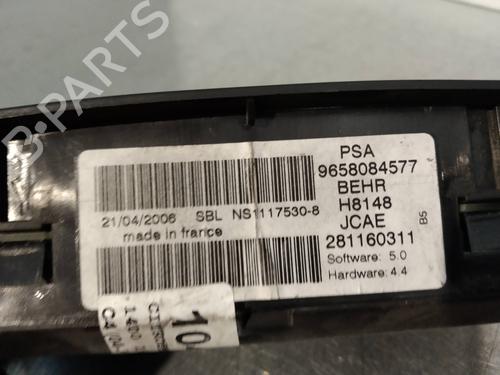 B-PARTS
PSA
9658084577
BEHR
H8148
JCAE
281160311
B5
Software: 5.0
Hardware: 4.4
21/04/2006 SBL NS1117530-8
made in france